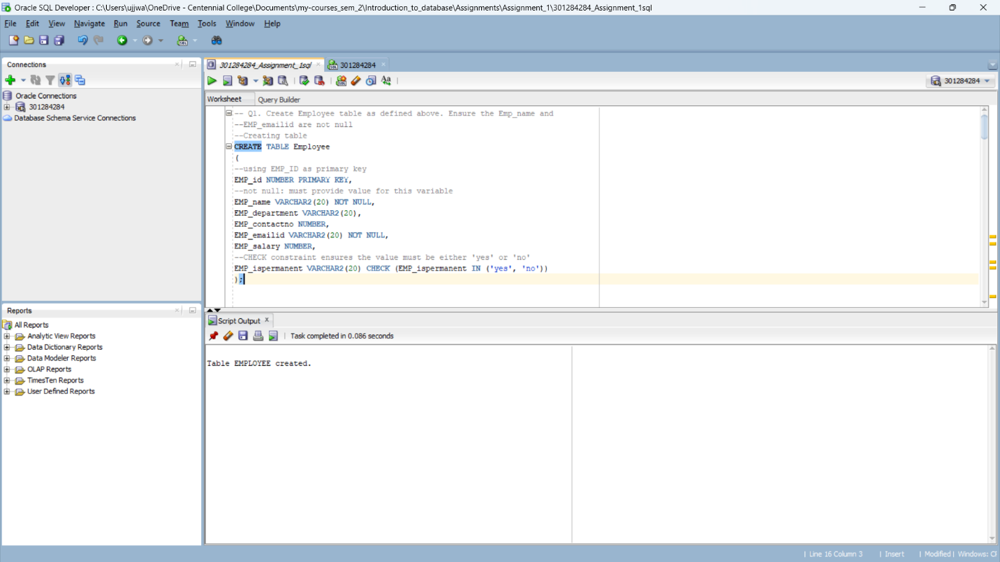 Oracle SQL Developer : C:\Users\ujjwa\OneDrive - Centennial College\Documents\my-courses_sem_2\Introduction_to_database\Assignments\Assignment_1\301284284_Assignment_1sql
File Edit View Navigate Run Source Team Tools Window Help
Connections
Oracle Connections
301284284
Database Schema Service Connections
Reports
All Reports
Analytic View Reports
Data Dictionary Reports
Data Modeler Reports
OLAP Reports
TimesTen Reports
User Defined Reports
301284284_Assignment_1sql
301284284
301284284
Worksheet Query Builder
-- Q1. Create Employee table as defined above. Ensure the Emp_name and
--EMP_emailid are not null
--Creating table
CREATE TABLE Employee
(
--using EMP_ID as primary key
EMP_id NUMBER PRIMARY KEY,
--not null: must provide value for this variable
EMP_name VARCHAR2(20) NOT NULL,
EMP_department VARCHAR2(20),
EMP_contactno NUMBER,
EMP_emailid VARCHAR2(20) NOT NULL,
EMP_salary NUMBER,
--CHECK constraint ensures the value must be either 'yes' or 'no'
EMP_ispermanent VARCHAR2(20) CHECK (EMP_ispermanent IN ('yes', 'no'))
);
Script Output
Task completed in 0.086 seconds
Table EMPLOYEE created.
Line 16 Column 3 | Insert | Modified | Windows: C